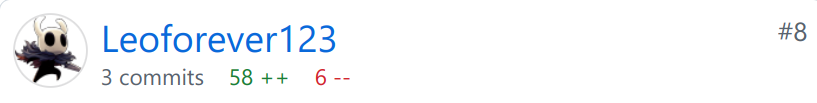 Leoforever123 #8
3 commits 58 ++ 6 --